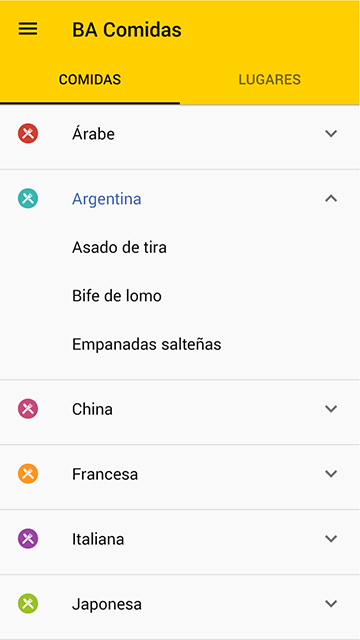 BA Comidas
COMIDAS LUGARES
Árabe
Argentina
Asado de tira
Bife de lomo
Empanadas salteñas
China
Francesa
Italiana
Japonesa